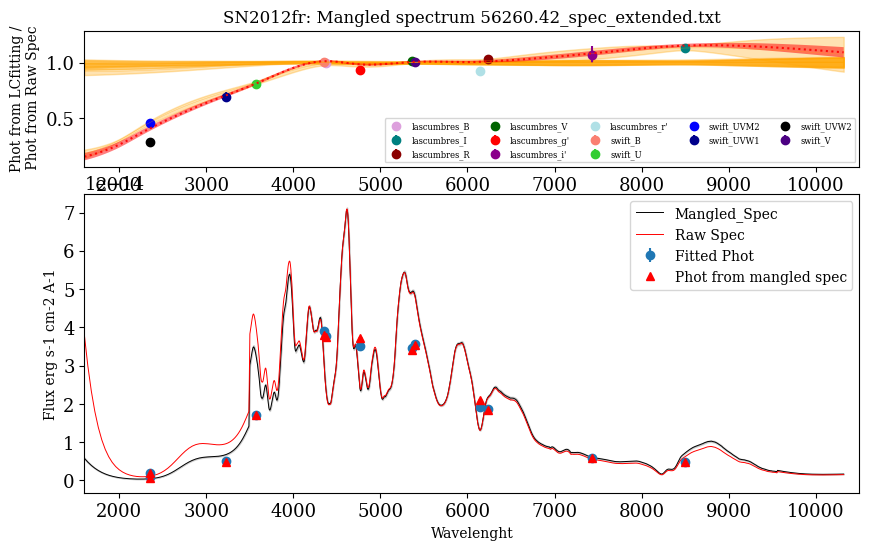 SN2012fr: Mangled spectrum 56260.42_spec_extended.txt
Phot from LCfitting /
Phot from Raw Spec
1.0
0.5
lascumbres_B
lascumbres_I
lascumbres_R
lascumbres_V
lascumbres_g'
lascumbres_i'
lascumbres_r'
swift_B
swift_U
swift_UVM2
swift_UVW1
swift_UVW2
swift_V
2000 3000 4000 5000 6000 7000 8000 9000 10000
Flux erg s-1 cm-2 A-1
7
6
5
4
3
2
1
0
Mangled_Spec
Raw Spec
Fitted Phot
Phot from mangled spec
2000 3000 4000 5000 6000 7000 8000 9000 10000
Wavelenght